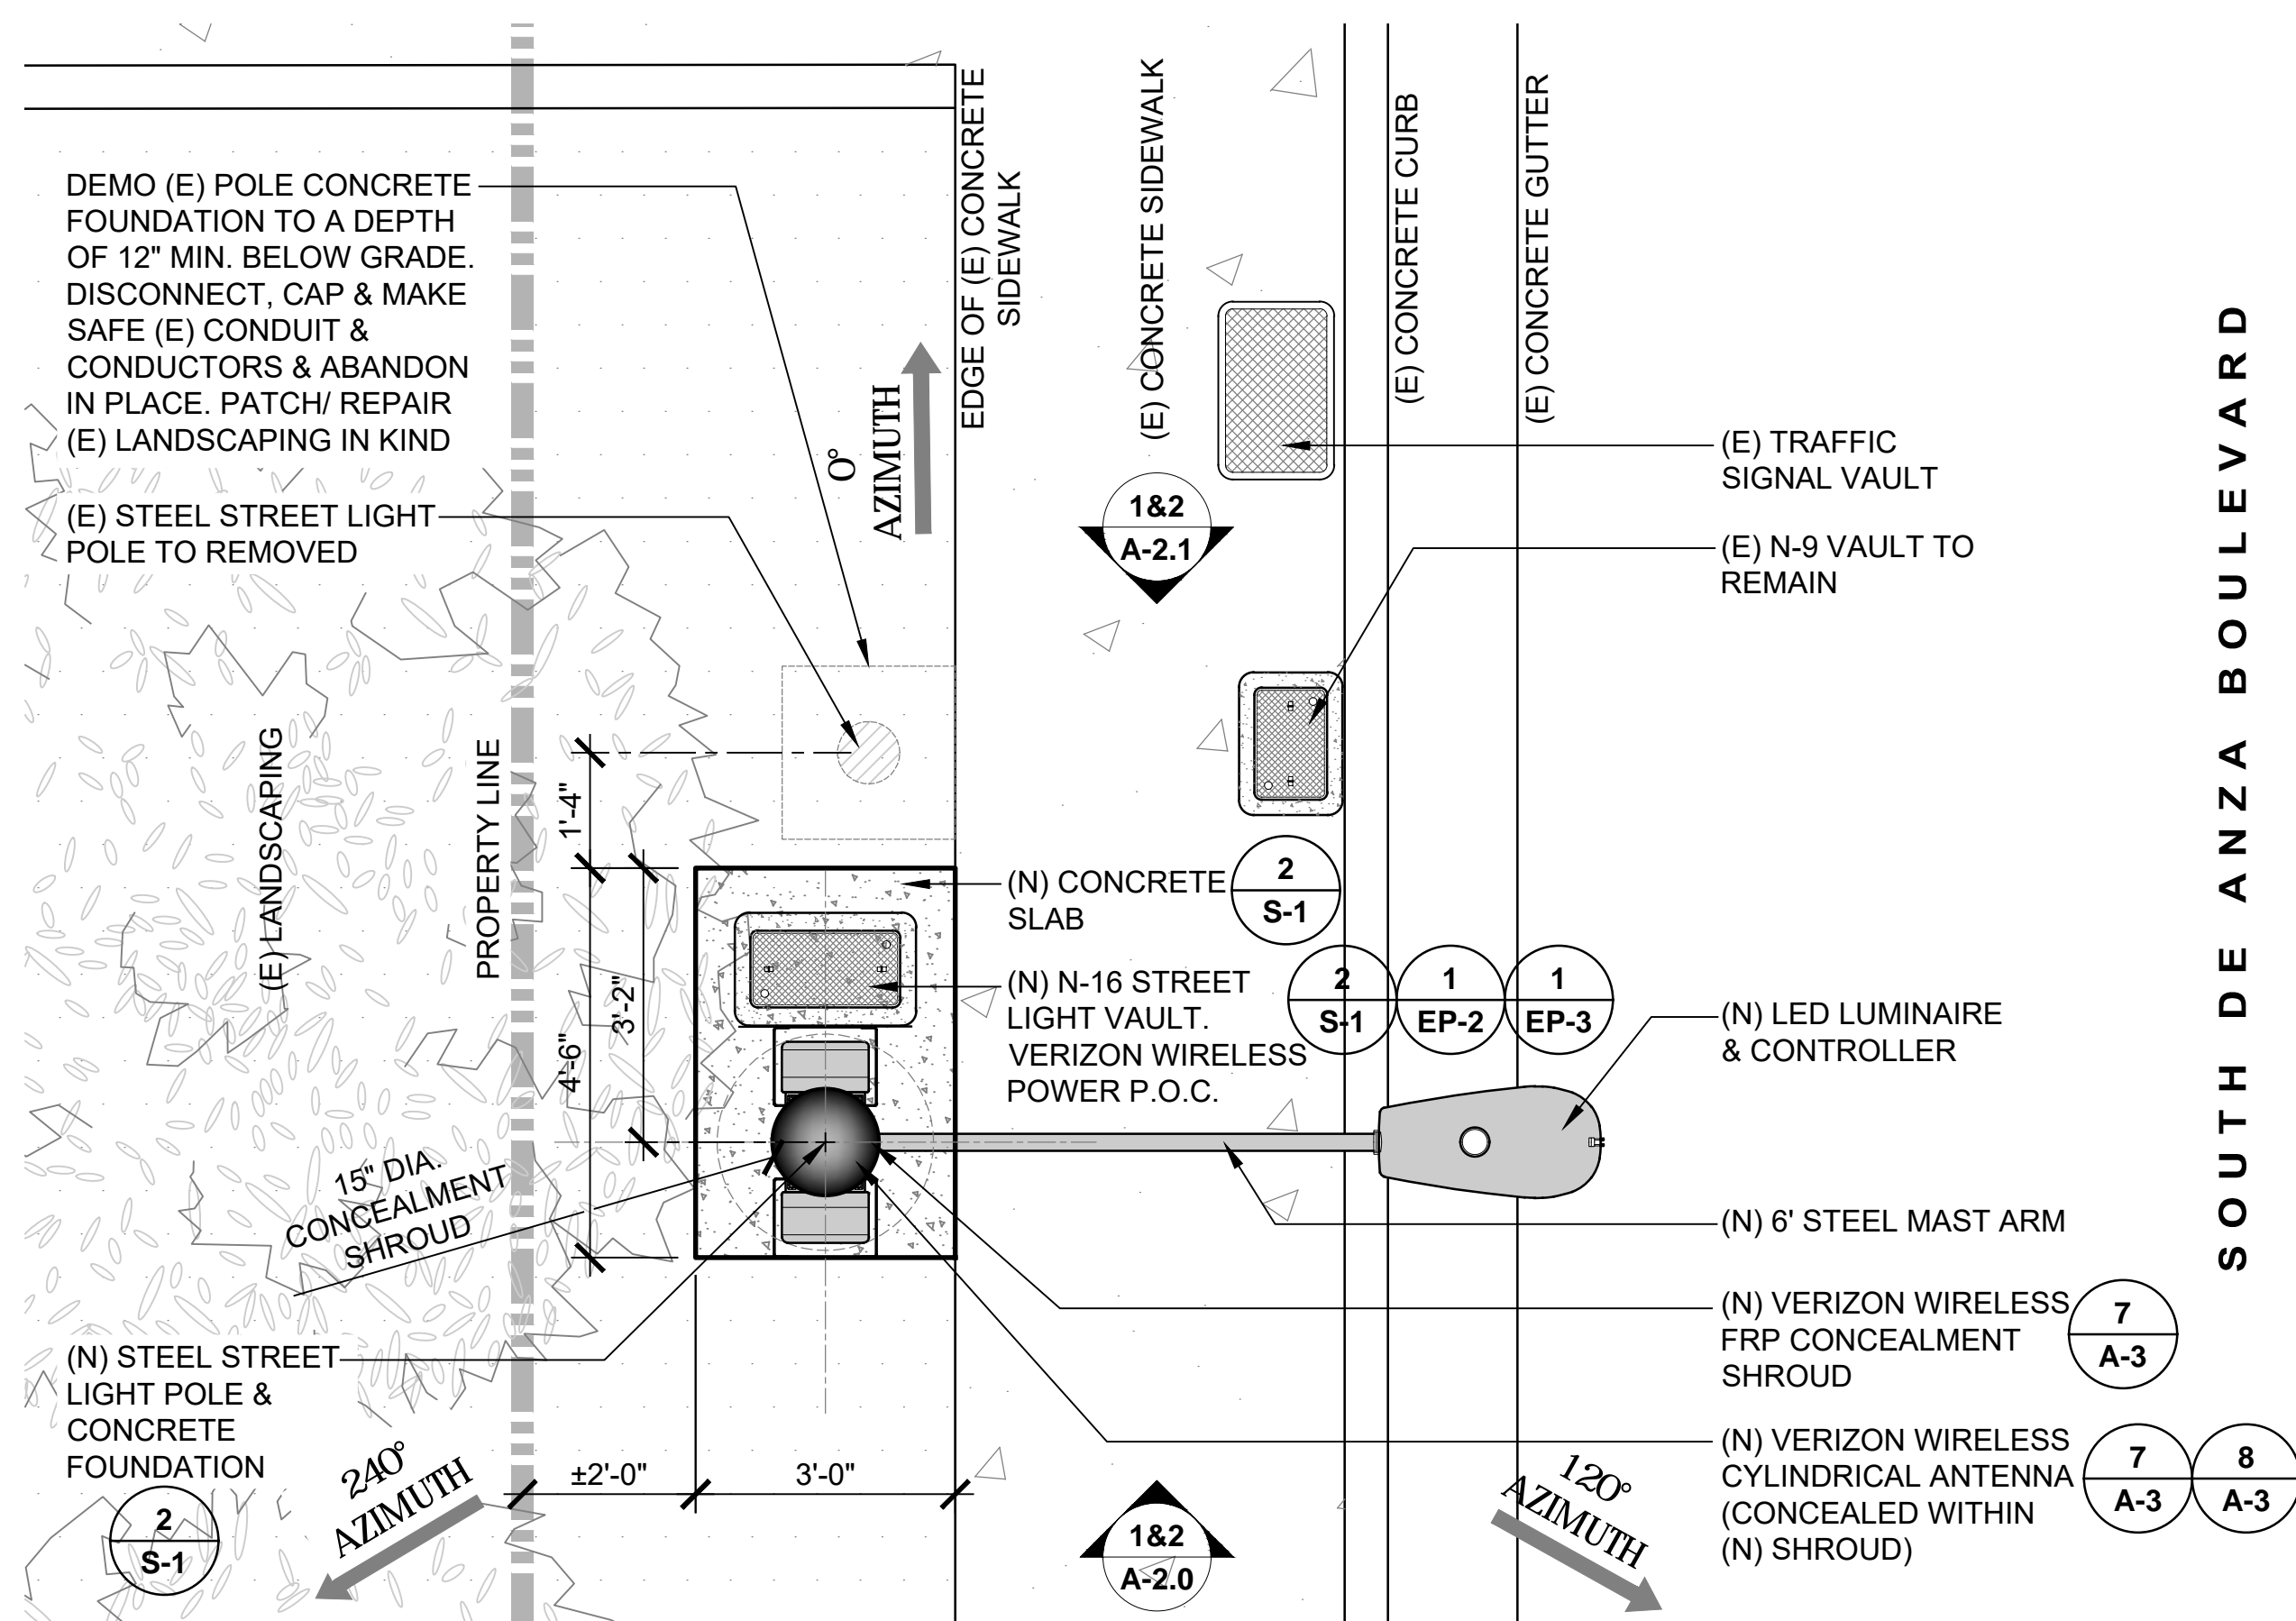 DEMO (E) POLE CONCRETE
FOUNDATION TO A DEPTH
OF 12" MIN. BELOW GRADE.
DISCONNECT, CAP & MAKE
SAFE (E) CONDUIT &
CONDUCTORS & ABANDON
IN PLACE. PATCH/ REPAIR
(E) LANDSCAPING IN KIND
(E) STEEL STREET LIGHT
POLE TO REMOVED
(E) LANDSCAPING
PROPERTY LINE
0°
AZIMUTH
EDGE OF (E) CONCRETE
SIDEWALK
(E) CONCRETE SIDEWALK
(E) CONCRETE CURB
(E) CONCRETE GUTTER
1&2
A-2.1
(E) TRAFFIC
SIGNAL VAULT
(E) N-9 VAULT TO
REMAIN
SOUTH DE ANZA BOULEVARD
1'-4"
3'-2"
4'-6"
(N) CONCRETE
SLAB
2
S-1
(N) N-16 STREET
LIGHT VAULT.
VERIZON WIRELESS
POWER P.O.C.
2
S-1
1
EP-2
1
EP-3
(N) LED LUMINAIRE
& CONTROLLER
(N) 6' STEEL MAST ARM
15" DIA.
CONCEALMENT
SHROUD
(N) VERIZON WIRELESS
FRP CONCEALMENT
SHROUD
7
A-3
(N) STEEL STREET
LIGHT POLE &
CONCRETE
FOUNDATION
2
S-1
240°
AZIMUTH
±2'-0"
3'-0"
1&2
A-2.0
120°
AZIMUTH
(N) VERIZON WIRELESS
CYLINDRICAL ANTENNA
(CONCEALED WITHIN
(N) SHROUD)
7
A-3
8
A-3